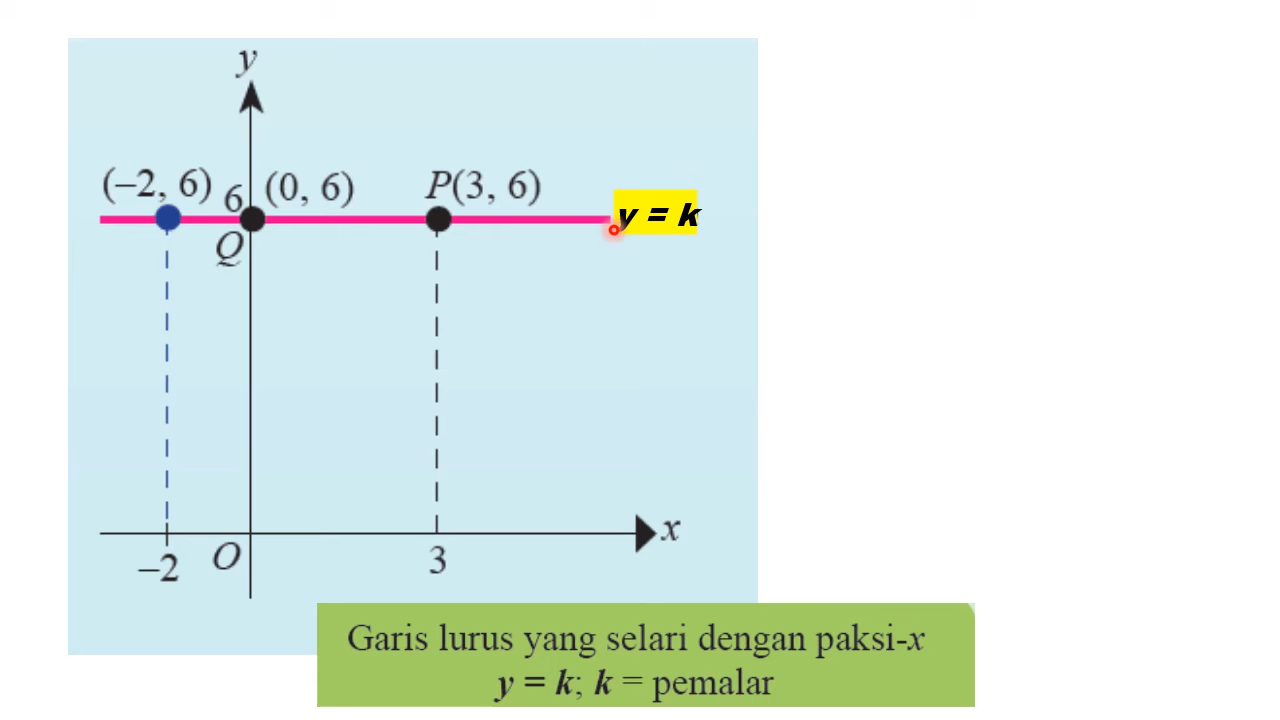 y
(–2, 6) 6 (0, 6) P(3, 6)
y = k
Q
x
–2 O 3
Garis lurus yang selari dengan paksi-x
y = k; k = pemalar